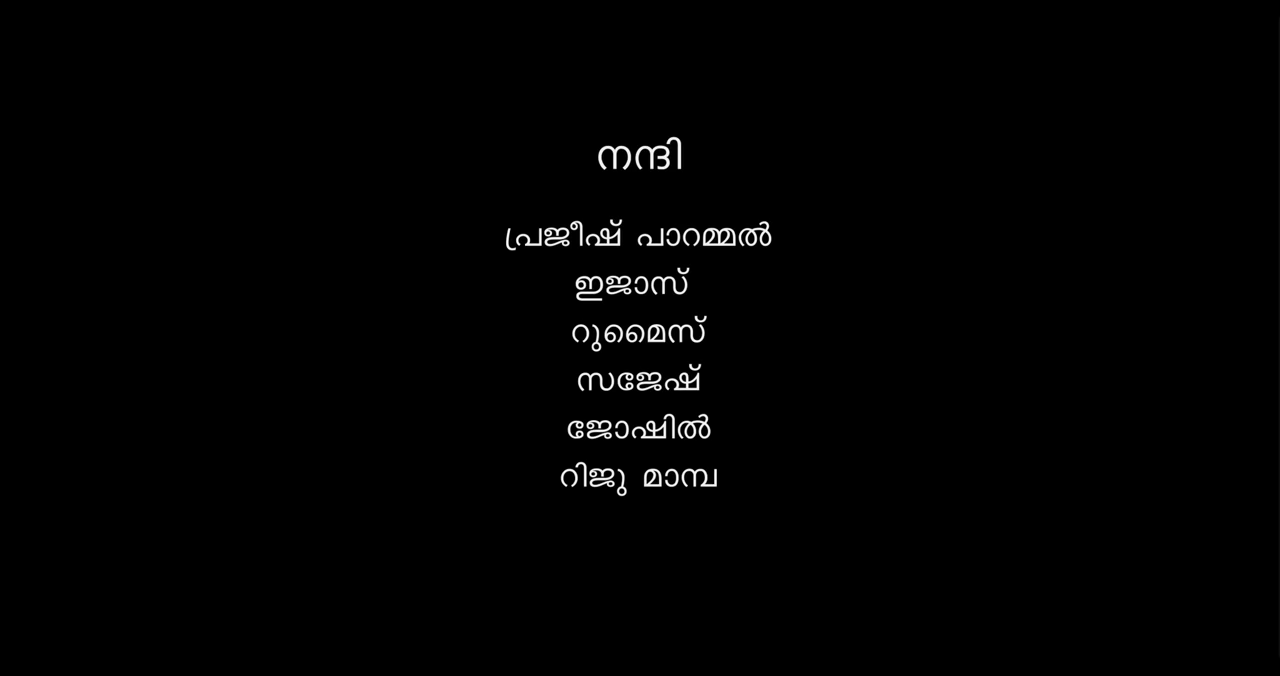 നന്ദി
പ്രജീഷ് പാറമ്മൽ
ഇജാസ്
റുമൈസ്
സജേഷ്
ജോഷിൽ
റിജു മാമ്പ